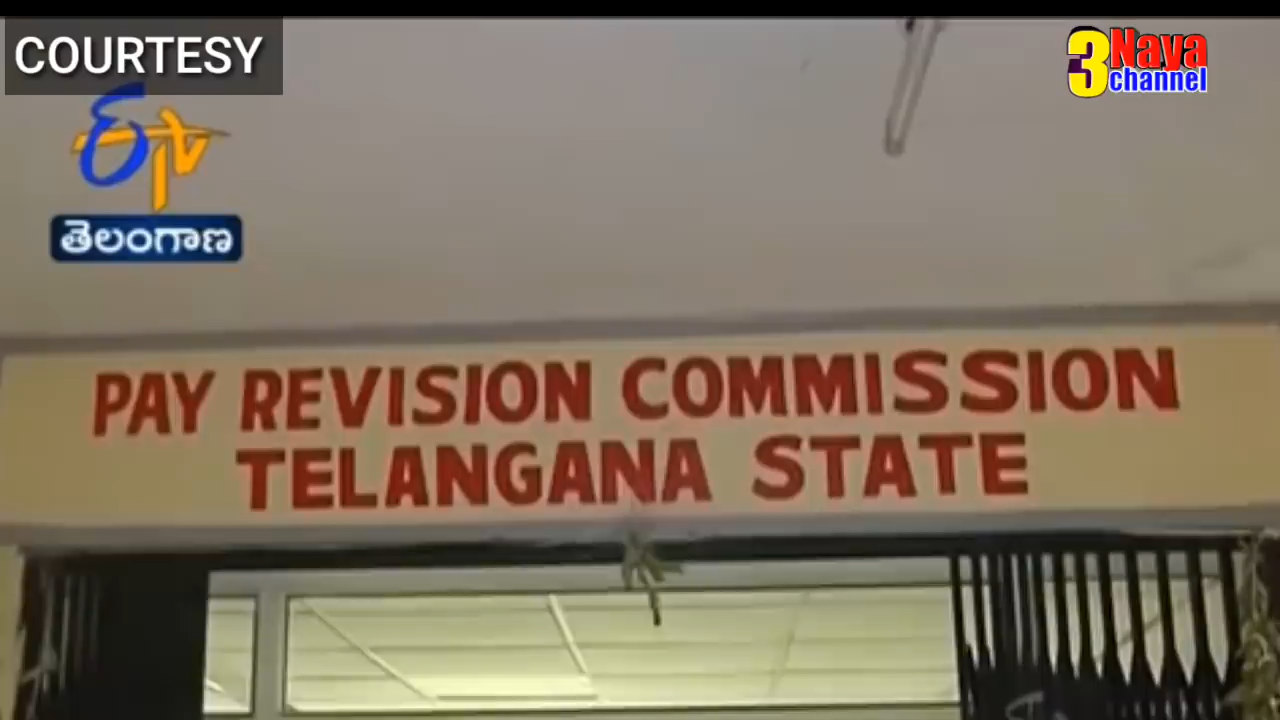 COURTESY
3 Naya
channel
ETV
తెలంగాణ
PAY REVISION COMMISSION
TELANGANA STATE